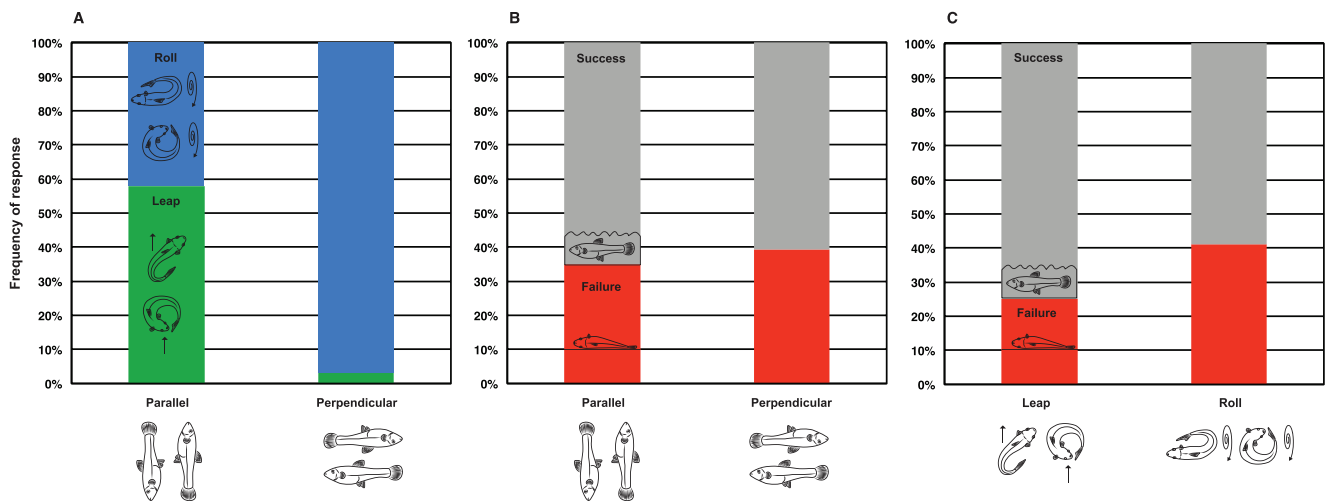 A
B
C
Frequency of response
100%
90%
80%
70%
60%
50%
40%
30%
20%
10%
0%
Roll
Leap
Parallel
Perpendicular
100%
90%
80%
70%
60%
50%
40%
30%
20%
10%
0%
Success
Failure
Parallel
Perpendicular
100%
90%
80%
70%
60%
50%
40%
30%
20%
10%
0%
Success
Failure
Leap
Roll